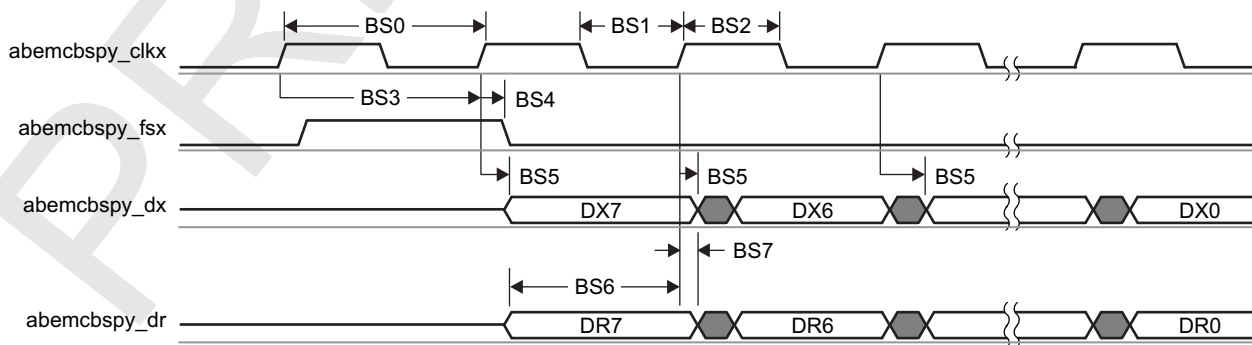 BS0
BS1
BS2
abemcbspy_clkx
BS3
BS4
abemcbspy_fsx
BS5
BS5
BS5
abemcbspy_dx
DX7
DX6
DX0
BS7
BS6
abemcbspy_dr
DR7
DR6
DR0